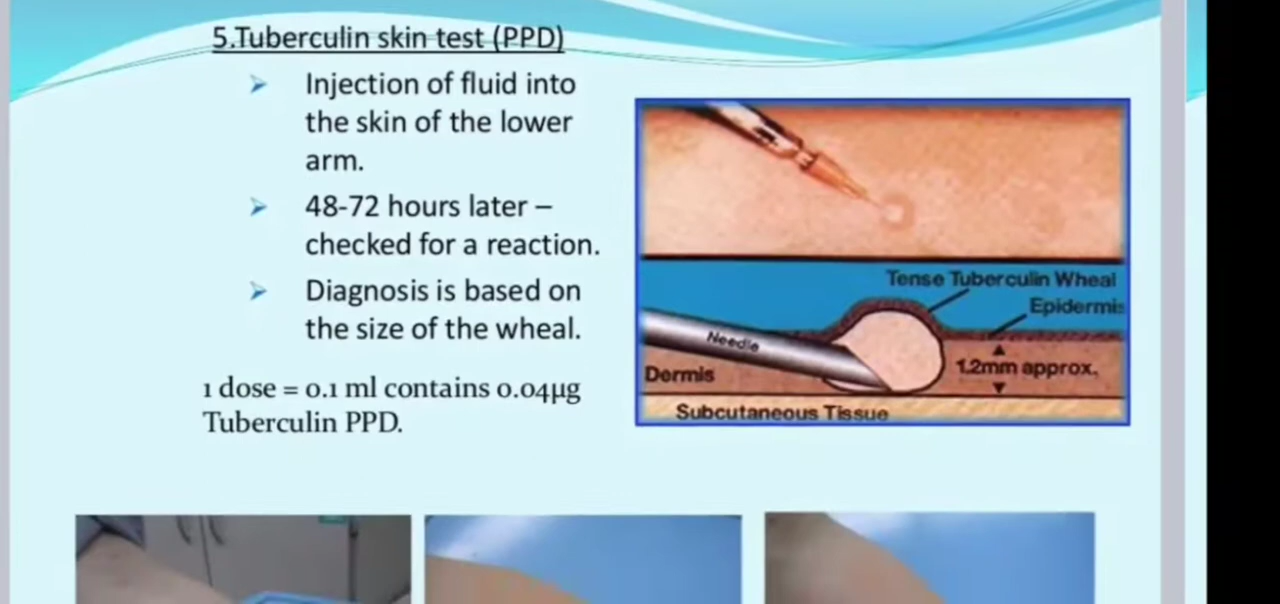 5.Tuberculin skin test (PPD)
➢ Injection of fluid into
the skin of the lower
arm.
➢ 48-72 hours later –
checked for a reaction.
➢ Diagnosis is based on
the size of the wheal.
1 dose = 0.1 ml contains 0.04µg
Tuberculin PPD.
Tense Tuberculin Wheal
Epidermis
Needle
Dermis
1.2mm approx.
Subcutaneous Tissue